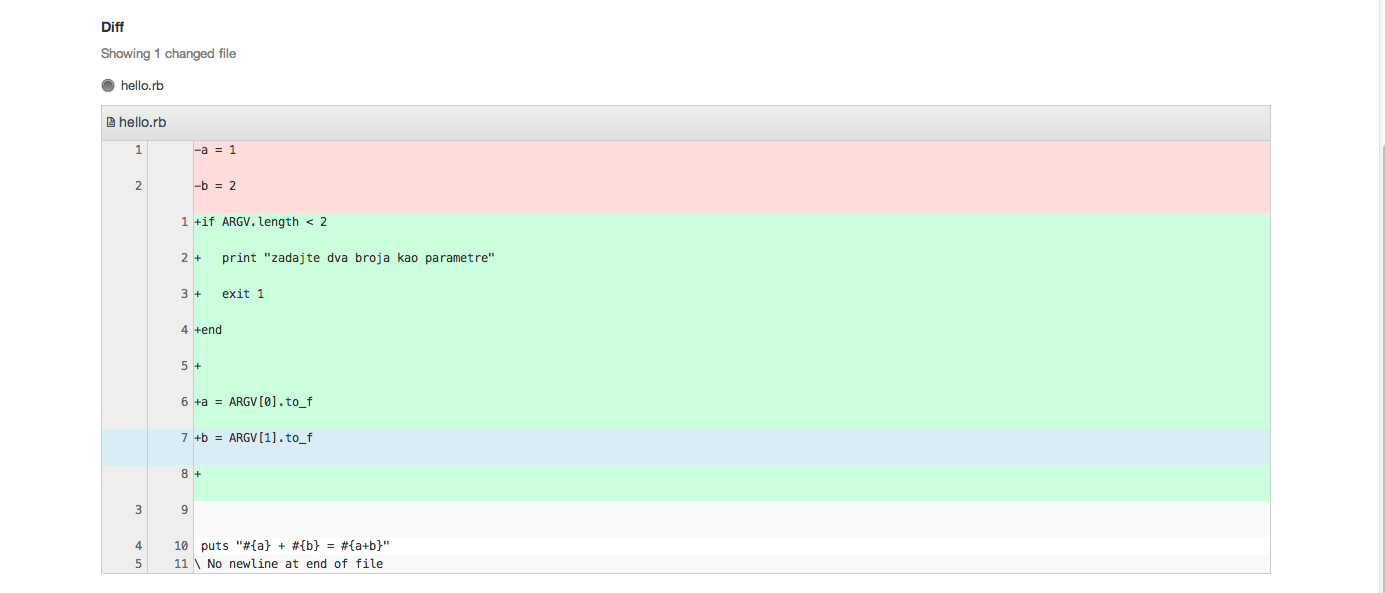 Diff
Showing 1 changed file
hello.rb
hello.rb
1 -a = 1
2 -b = 2
1 +if ARGV.length < 2
2 +   print "zadajte dva broja kao parametre"
3 +   exit 1
4 +end
5 +
6 +a = ARGV[0].to_f
7 +b = ARGV[1].to_f
8 +
3 9
4 10 puts "#{a} + #{b} = #{a+b}"
5 11 \ No newline at end of file